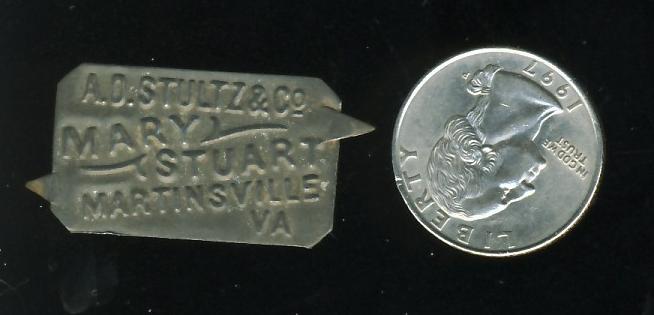 A.D. STULTZ & Co
MARY
STUART
MARTINSVILLE
VA
LIBERTY
IN GOD WE
TRUST
1997